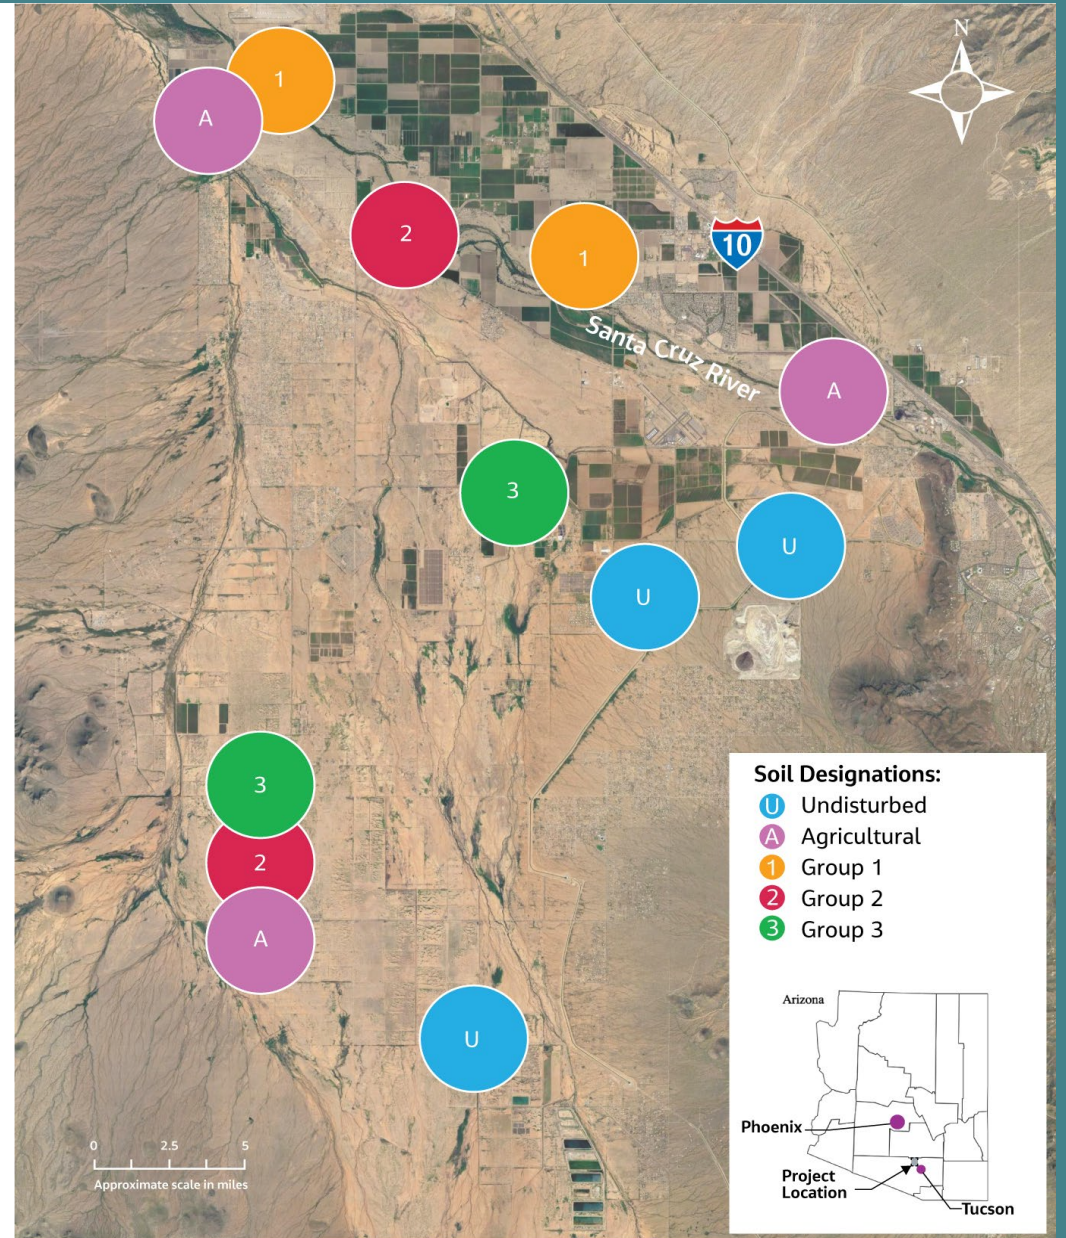 N
1
A
2
1
10
Santa Cruz River
A
3
U
U
3
2
A
U
Soil Designations:
U Undisturbed
A Agricultural
1 Group 1
2 Group 2
3 Group 3
Arizona
Phoenix
Project
Location
Tucson
0 2.5 5
Approximate scale in miles